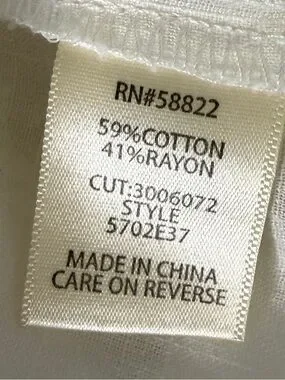 RN#58822
59%COTTON
41%RAYON
CUT:3006072
STYLE
5702E37
MADE IN CHINA
CARE ON REVERSE